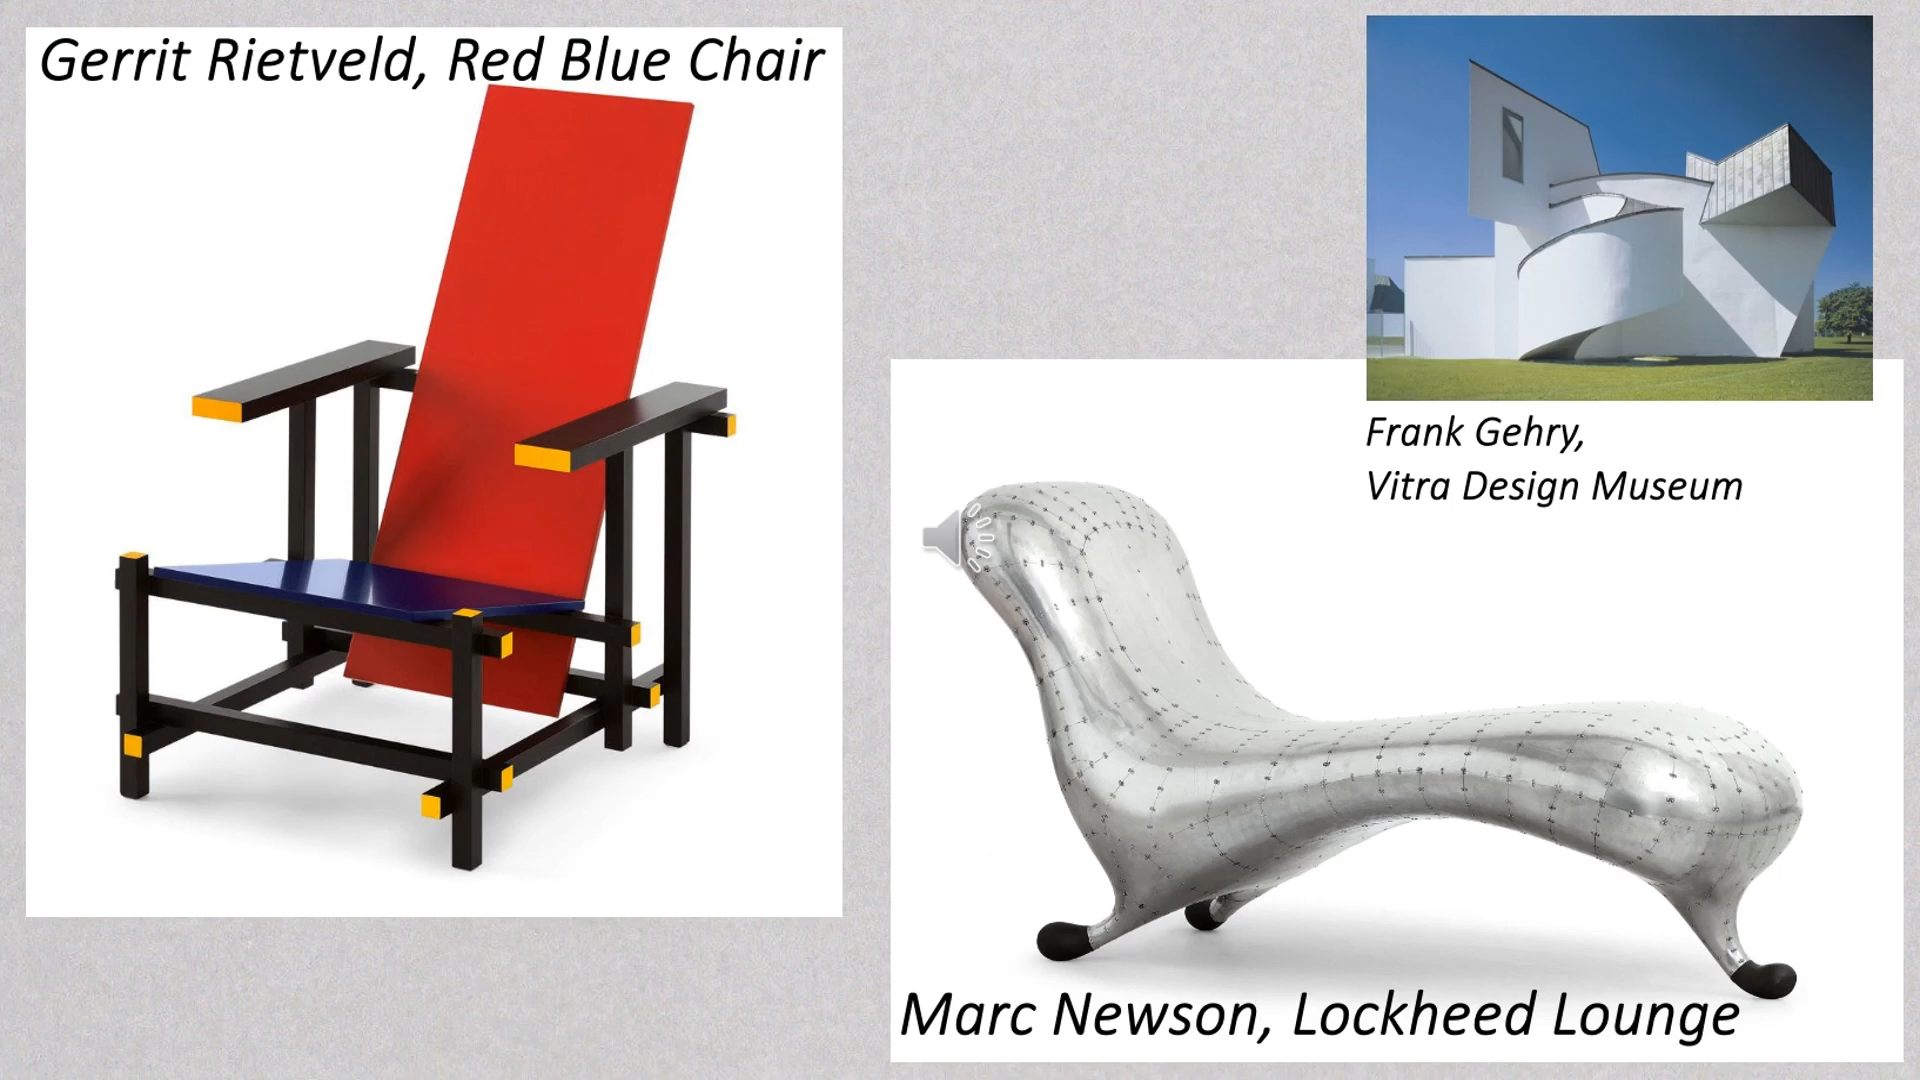 Gerrit Rietveld, Red Blue Chair
Frank Gehry,
Vitra Design Museum
Marc Newson, Lockheed Lounge